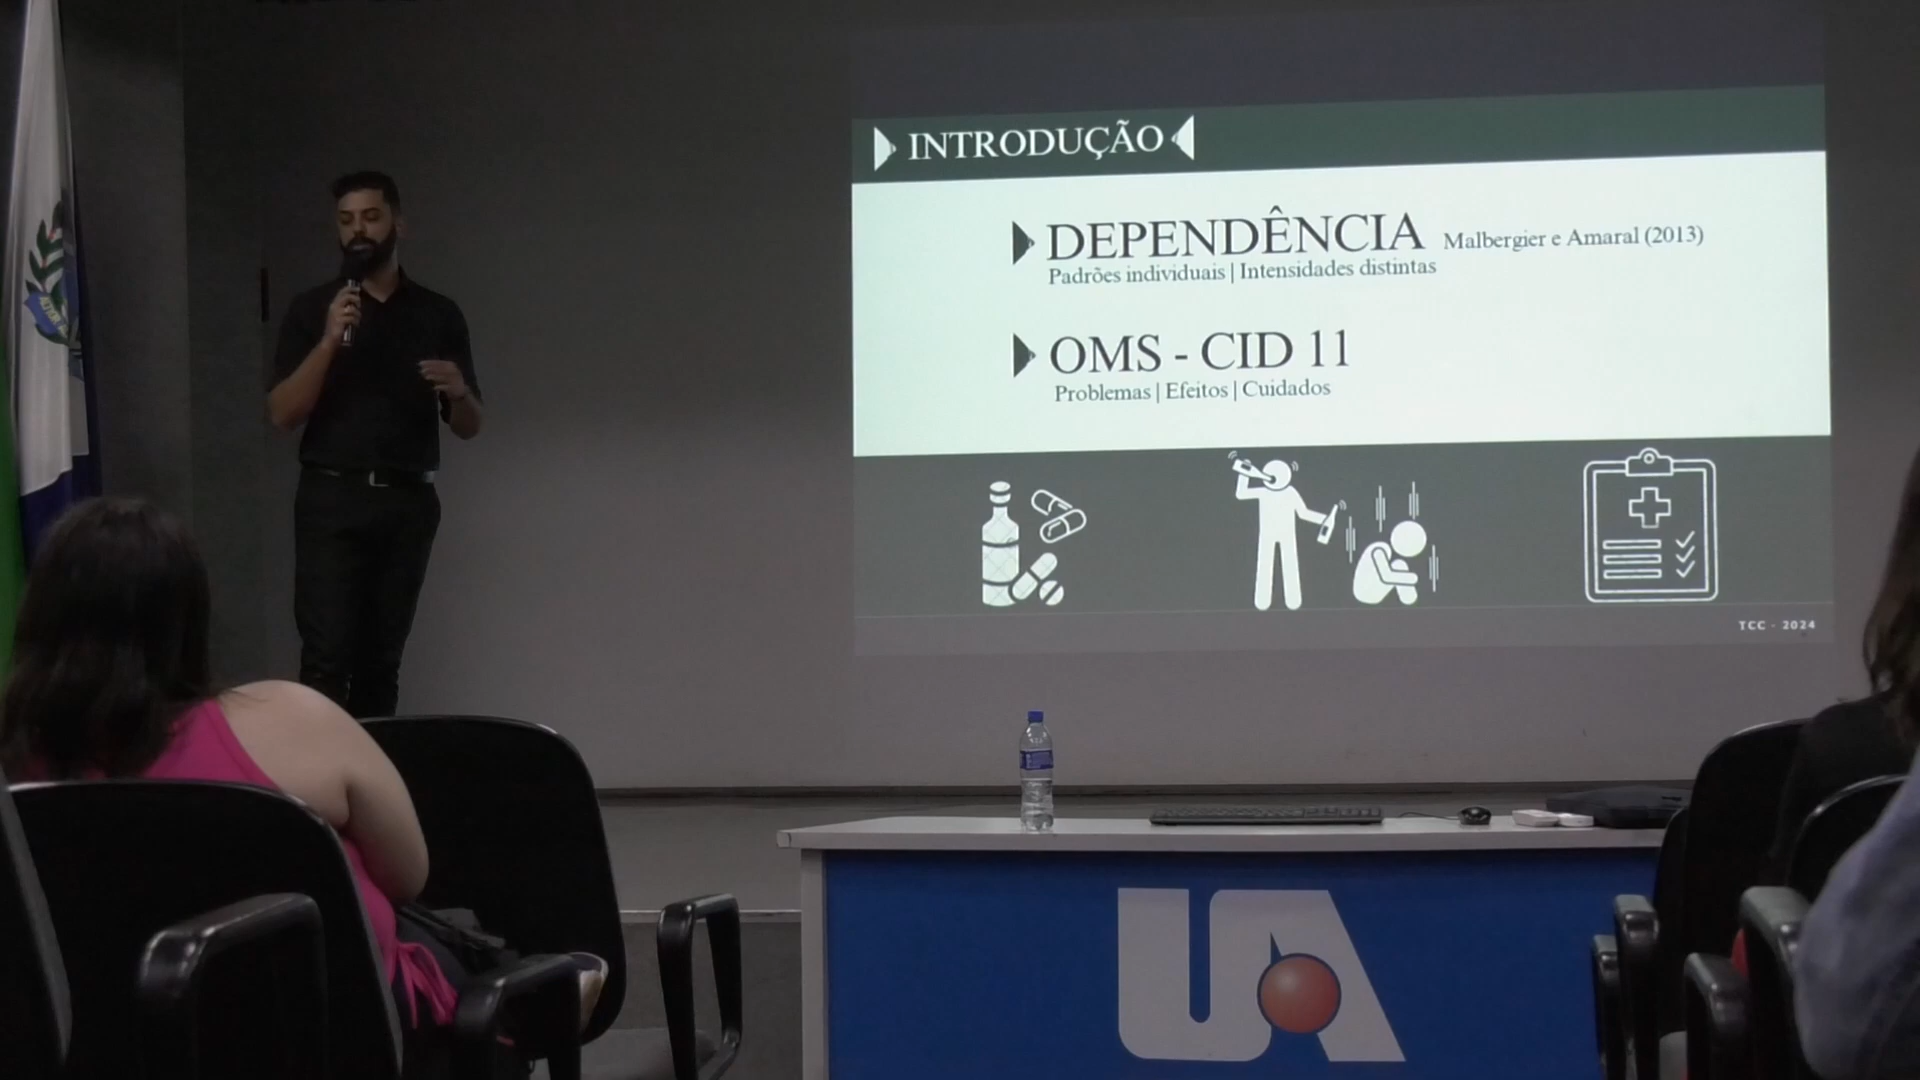 INTRODUÇÃO
DEPENDÊNCIA Malbergier e Amaral (2013)
Padrões individuais | Intensidades distintas
OMS - CID 11
Problemas | Efeitos | Cuidados
TCC - 2024
UA